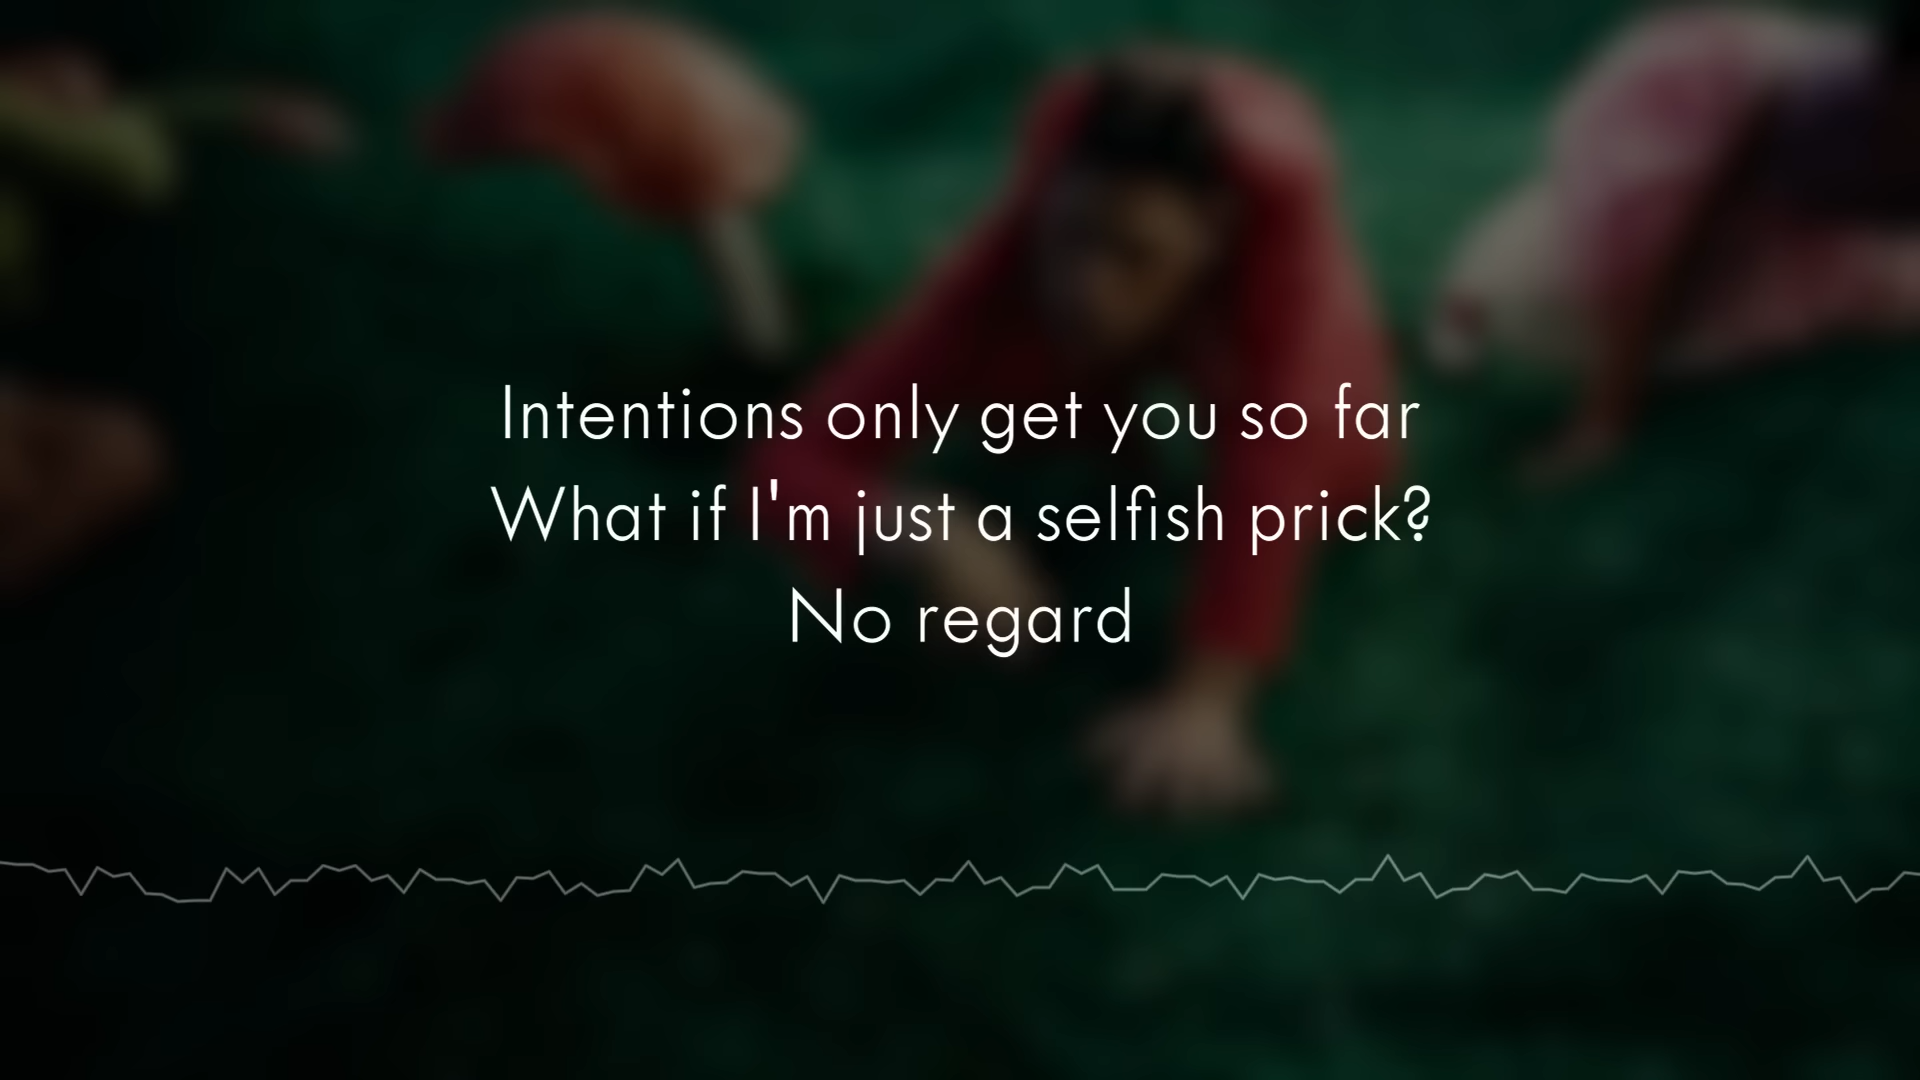 Intentions only get you so far
What if I'm just a selfish prick?
No regard